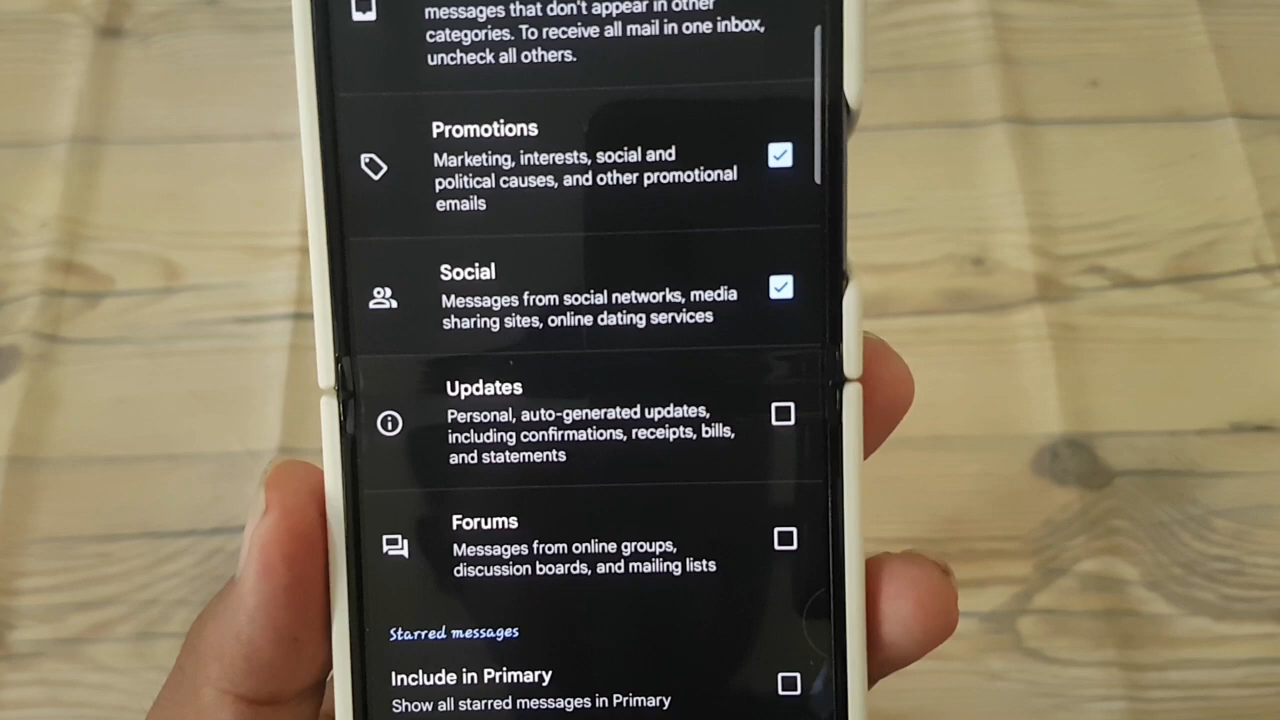 messages that don't appear in other
categories. To receive all mail in one inbox,
uncheck all others.
Promotions
Marketing, interests, social and
political causes, and other promotional
emails
Social
Messages from social networks, media
sharing sites, online dating services
Updates
Personal, auto-generated updates,
including confirmations, receipts, bills,
and statements
Forums
Messages from online groups,
discussion boards, and mailing lists
Starred messages
Include in Primary
Show all starred messages in Primary